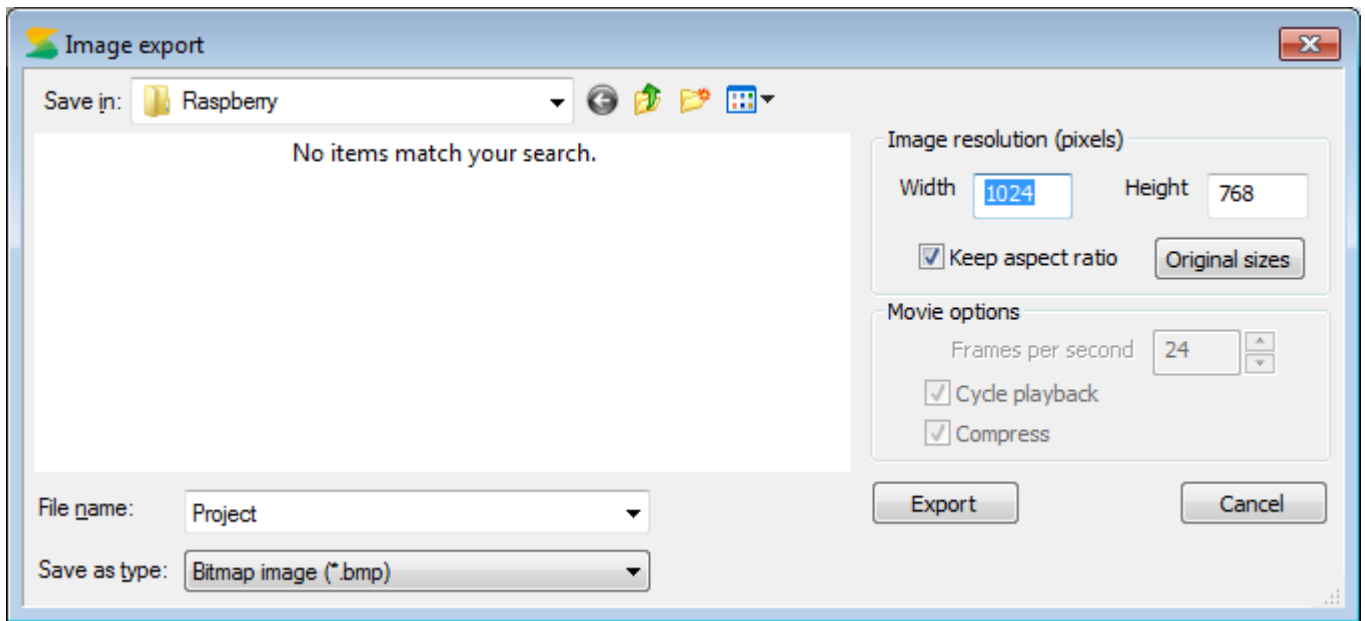 Image export
Save in: Raspberry
No items match your search.
Image resolution (pixels)
Width 1024 Height 768
Keep aspect ratio Original sizes
Movie options
Frames per second 24
Cycle playback
Compress
File name: Project
Export Cancel
Save as type: Bitmap image (*.bmp)